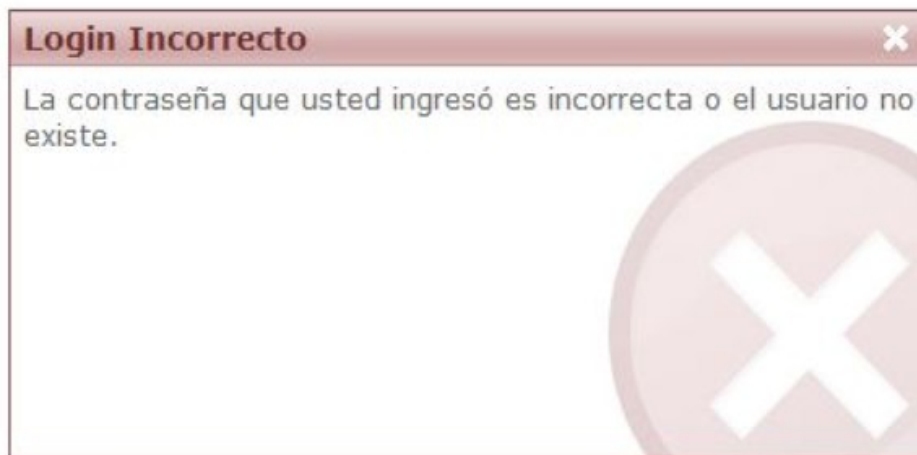 Login Incorrecto
La contraseña que usted ingresó es incorrecta o el usuario no
existe.